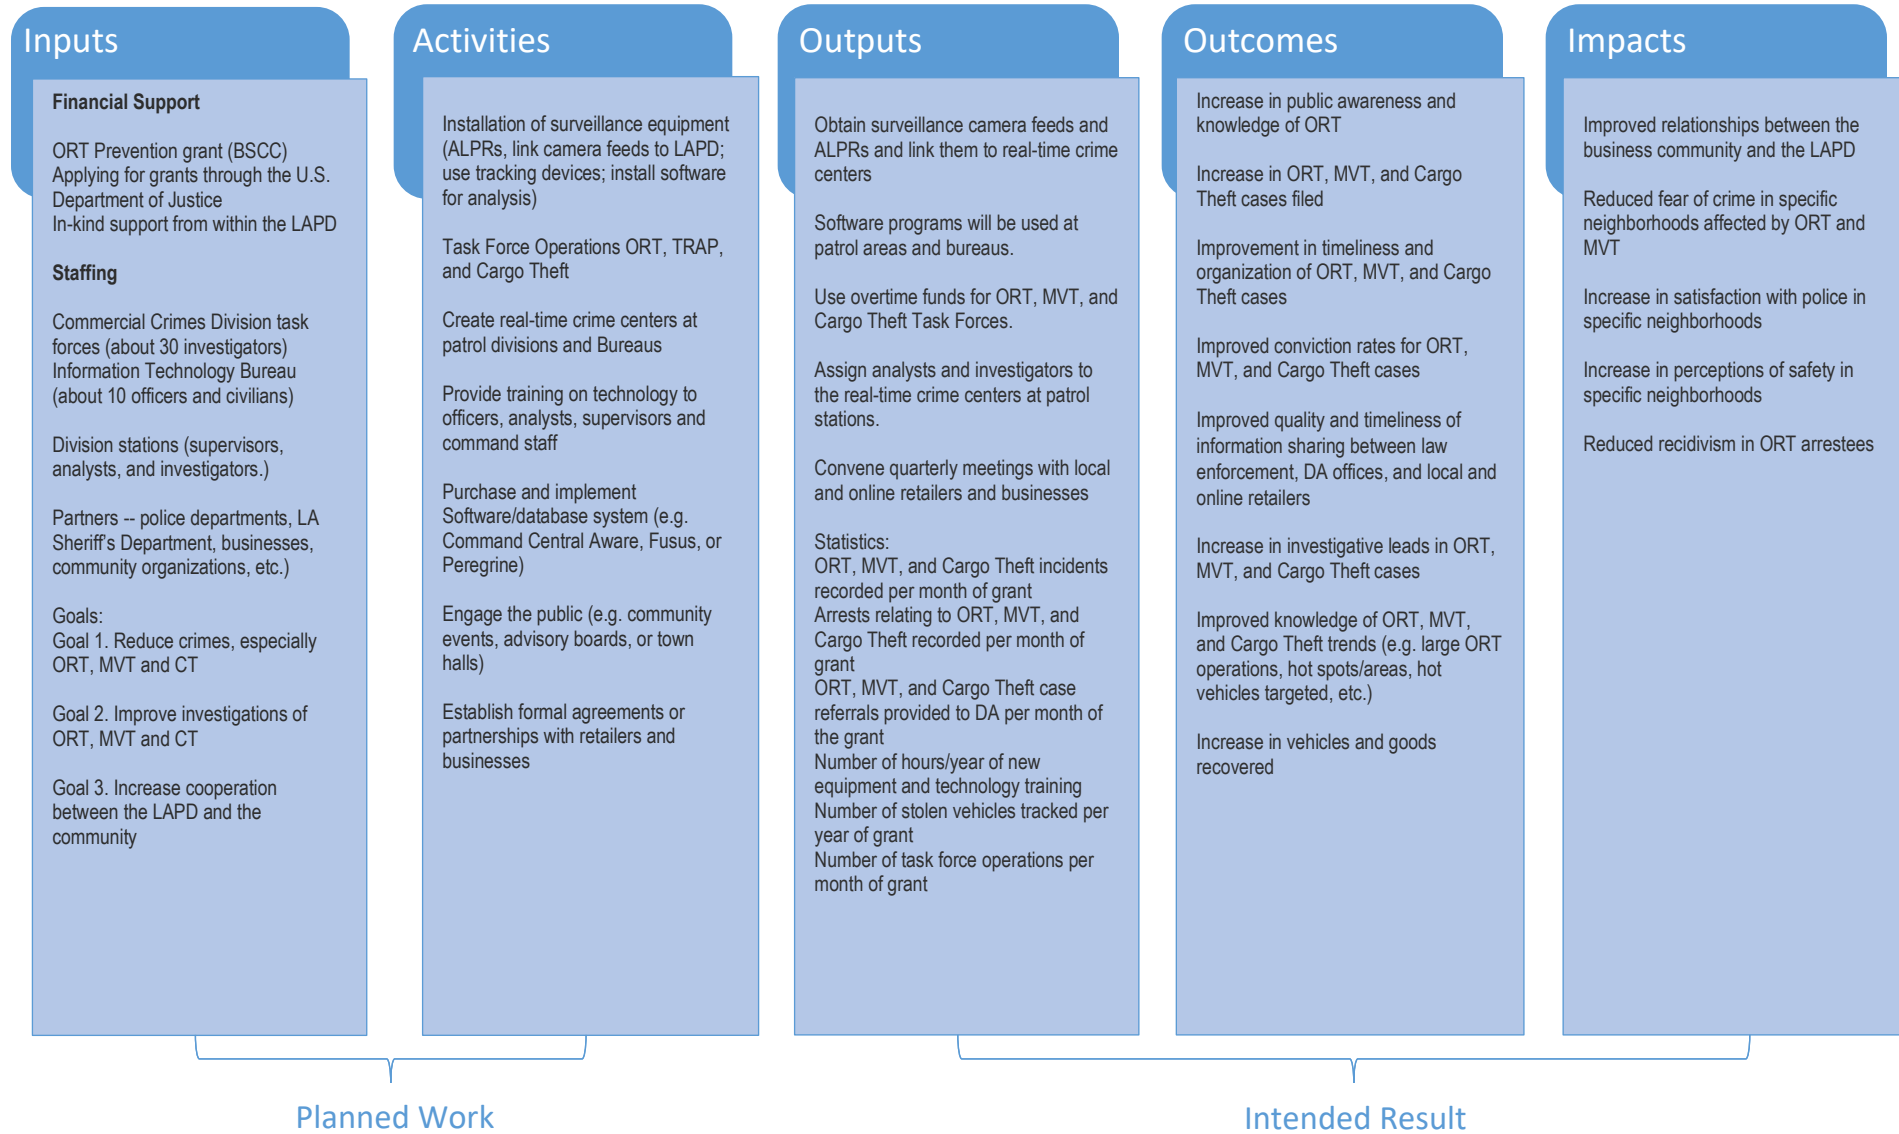 Inputs
Financial Support
ORT Prevention grant (BSCC)
Applying for grants through the U.S.
Department of Justice
In-kind support from within the LAPD
Staffing
Commercial Crimes Division task
forces (about 30 investigators)
Information Technology Bureau
(about 10 officers and civilians)
Division stations (supervisors,
analysts, and investigators.)
Partners -- police departments, LA
Sheriff's Department, businesses,
community organizations, etc.)
Goals:
Goal 1. Reduce crimes, especially
ORT, MVT and CT
Goal 2. Improve investigations of
ORT, MVT and CT
Goal 3. Increase cooperation
between the LAPD and the
community
Activities
Installation of surveillance equipment
(ALPRs, link camera feeds to LAPD;
use tracking devices; install software
for analysis)
Task Force Operations ORT, TRAP,
and Cargo Theft
Create real-time crime centers at
patrol divisions and Bureaus
Provide training on technology to
officers, analysts, supervisors and
command staff
Purchase and implement
Software/database system (e.g.
Command Central Aware, Fusus, or
Peregrine)
Engage the public (e.g. community
events, advisory boards, or town
halls)
Establish formal agreements or
partnerships with retailers and
businesses
Outputs
Obtain surveillance camera feeds and
ALPRs and link them to real-time crime
centers
Software programs will be used at
patrol areas and bureaus.
Use overtime funds for ORT, MVT, and
Cargo Theft Task Forces.
Assign analysts and investigators to
the real-time crime centers at patrol
stations.
Convene quarterly meetings with local
and online retailers and businesses
Statistics:
ORT, MVT, and Cargo Theft incidents
recorded per month of grant
Arrests relating to ORT, MVT, and
Cargo Theft recorded per month of
grant
ORT, MVT, and Cargo Theft case
referrals provided to DA per month of
the grant
Number of hours/year of new
equipment and technology training
Number of stolen vehicles tracked per
year of grant
Number of task force operations per
month of grant
Outcomes
Increase in public awareness and
knowledge of ORT
Increase in ORT, MVT, and Cargo
Theft cases filed
Improvement in timeliness and
organization of ORT, MVT, and Cargo
Theft cases
Improved conviction rates for ORT,
MVT, and Cargo Theft cases
Improved quality and timeliness of
information sharing between law
enforcement, DA offices, and local and
online retailers
Increase in investigative leads in ORT,
MVT, and Cargo Theft cases
Improved knowledge of ORT, MVT,
and Cargo Theft trends (e.g. large ORT
operations, hot spots/areas, hot
vehicles targeted, etc.)
Increase in vehicles and goods
recovered
Impacts
Improved relationships between the
business community and the LAPD
Reduced fear of crime in specific
neighborhoods affected by ORT and
MVT
Increase in satisfaction with police in
specific neighborhoods
Increase in perceptions of safety in
specific neighborhoods
Reduced recidivism in ORT arrestees
Planned Work
Intended Result